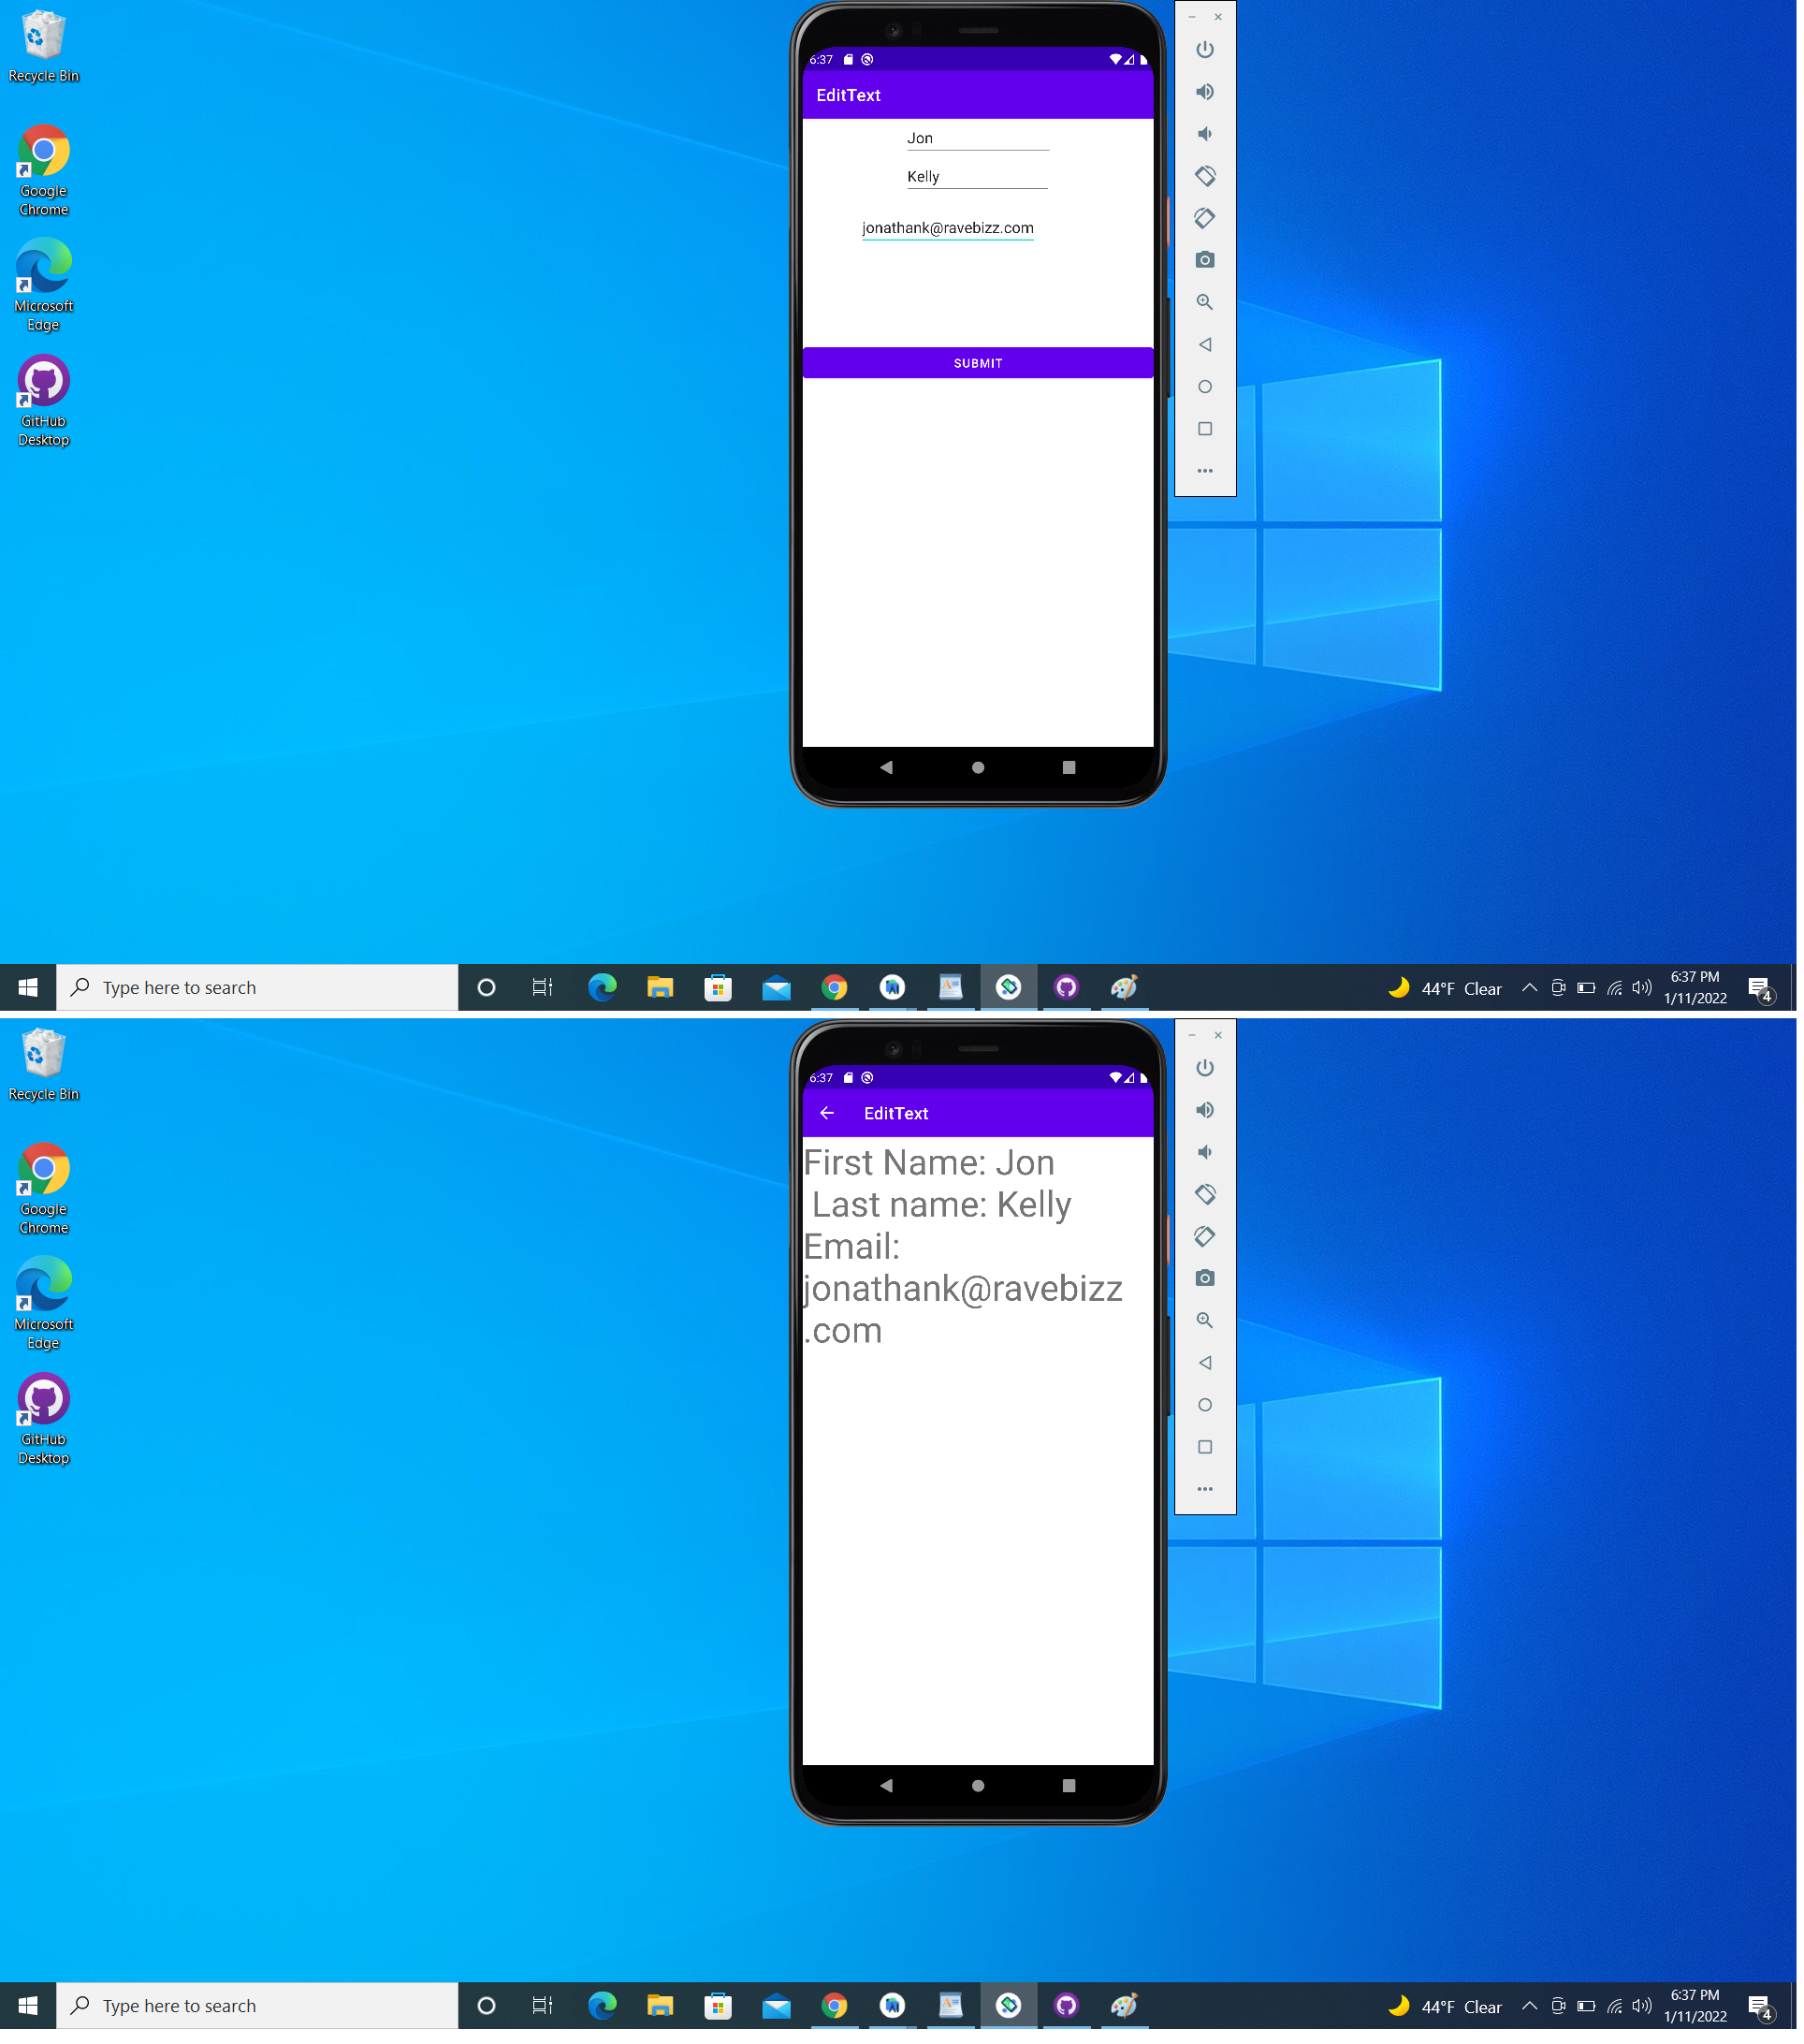 Recycle Bin
Google
Chrome
Microsoft
Edge
GitHub
Desktop
6:37
EditText
Jon
Kelly
jonathank@ravebizz.com
SUBMIT
Type here to search
44°F Clear
6:37 PM
1/11/2022
4
Recycle Bin
Google
Chrome
Microsoft
Edge
GitHub
Desktop
6:37
EditText
First Name: Jon
Last name: Kelly
Email:
jonathank@ravebizz
.com
Type here to search
44°F Clear
6:37 PM
1/11/2022
4